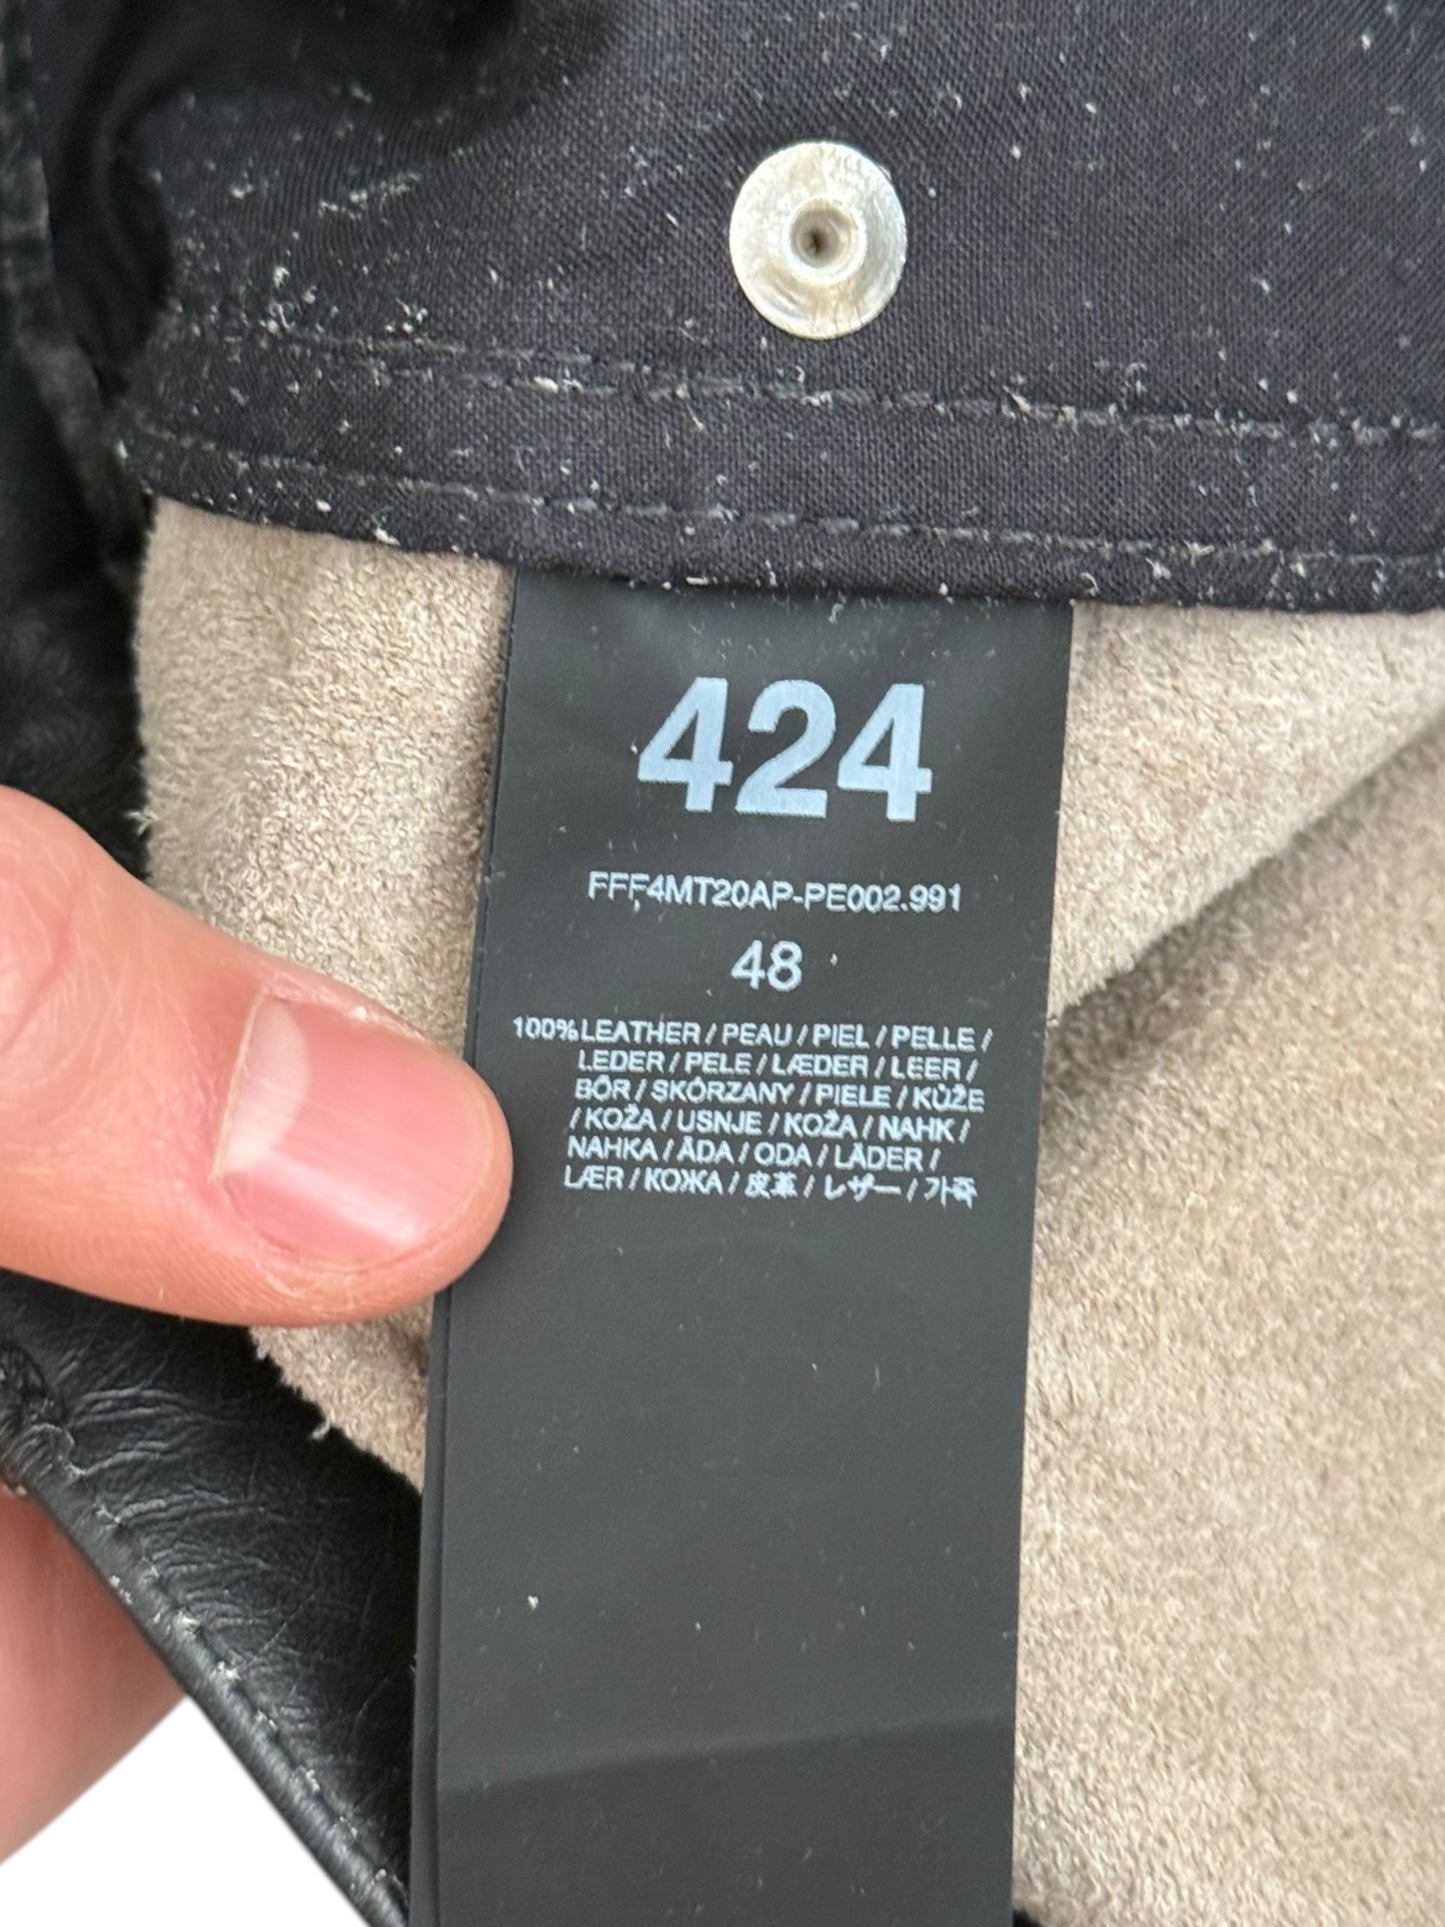 424
FFF4MT20AP-PE002.991
48
100%LEATHER / PEAU / PIEL / PELLE /
LEDER / PELE / LÆDER / LEER /
BŐR / SKÓRZANY / PIELE / KŮŽE
/ KOŽA / USNJE / KOŽA / NAHK /
NAHKA / ĀDA / ODA / LÄDER /
LÆR / КОЖА / 皮革 / レザー / 가죽